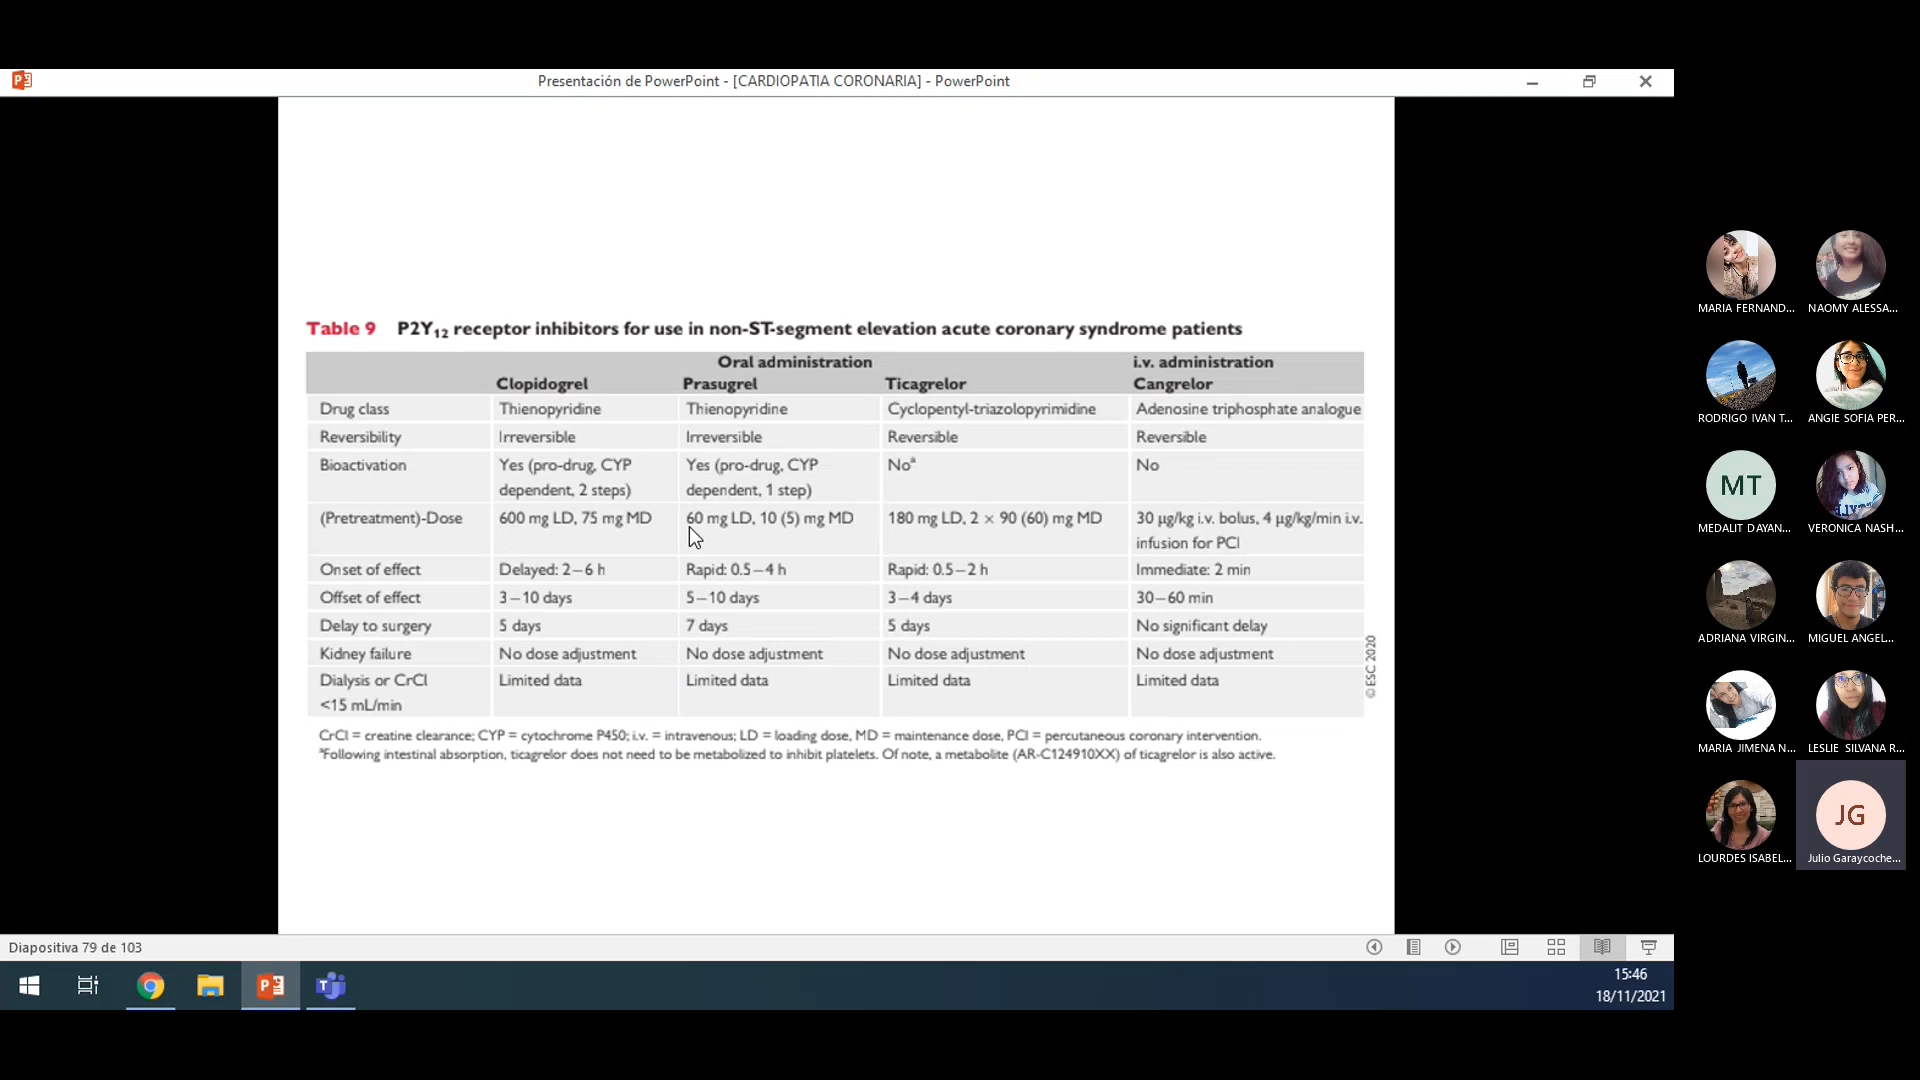 Presentación de PowerPoint - [CARDIOPATIA CORONARIA] - PowerPoint
Table 9 P2Y12 receptor inhibitors for use in non-ST-segment elevation acute coronary syndrome patients
Oral administration i.v. administration
Clopidogrel Prasugrel Ticagrelor Cangrelor
Drug class Thienopyridine Thienopyridine Cyclopentyl-triazolopyrimidine Adenosine triphosphate analogue
Reversibility Irreversible Irreversible Reversible Reversible
Bioactivation Yes (pro-drug, CYP Yes (pro-drug, CYP Noª No
dependent, 2 steps) dependent, 1 step)
(Pretreatment)-Dose 600 mg LD, 75 mg MD 60 mg LD, 10 (5) mg MD 180 mg LD, 2 × 90 (60) mg MD 30 µg/kg i.v. bolus, 4 µg/kg/min i.v.
infusion for PCI
Onset of effect Delayed: 2–6 h Rapid: 0.5–4 h Rapid: 0.5–2 h Immediate: 2 min
Offset of effect 3–10 days 5–10 days 3–4 days 30–60 min
Delay to surgery 5 days 7 days 5 days No significant delay
Kidney failure No dose adjustment No dose adjustment No dose adjustment No dose adjustment
Dialysis or CrCl Limited data Limited data Limited data Limited data
<15 mL/min
©ESC 2020
CrCl = creatine clearance; CYP = cytochrome P450; i.v. = intravenous; LD = loading dose, MD = maintenance dose, PCI = percutaneous coronary intervention.
ªFollowing intestinal absorption, ticagrelor does not need to be metabolized to inhibit platelets. Of note, a metabolite (AR-C124910XX) of ticagrelor is also active.
Diapositiva 79 de 103
15:46
18/11/2021
MARIA FERNAND... NAOMY ALESSA...
RODRIGO IVAN T... ANGIE SOFIA PER...
MT
MEDALIT DAYAN... VERONICA NASH...
ADRIANA VIRGIN... MIGUEL ANGEL...
MARIA JIMENA N... LESLIE SILVANA R...
JG
LOURDES ISABEL... Julio Garaycoche...